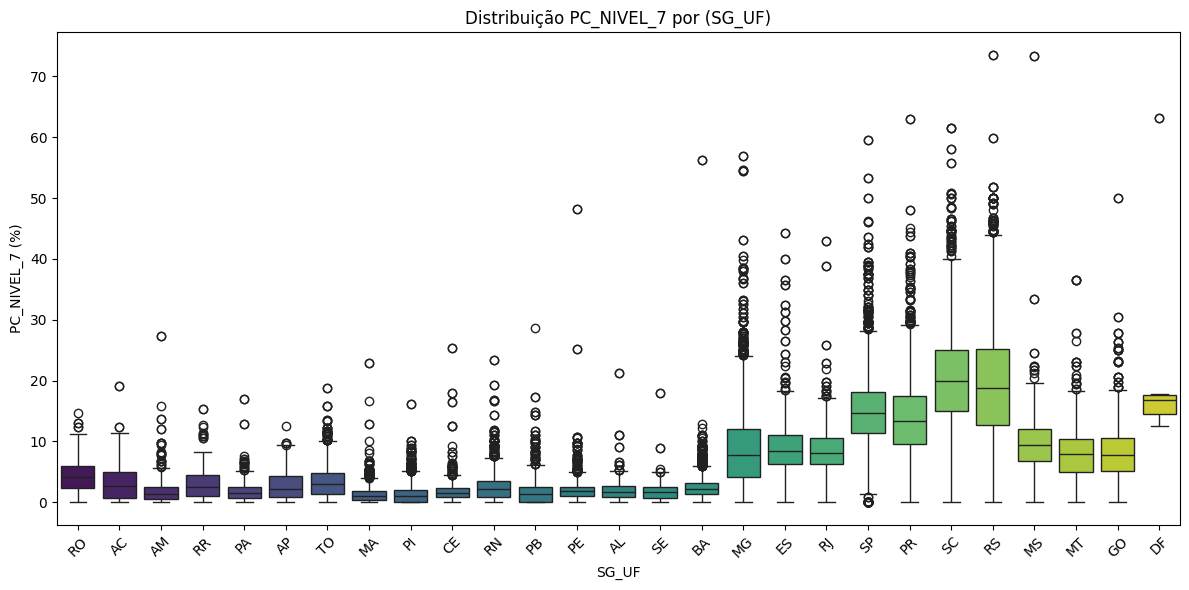 Distribuição PC_NIVEL_7 por (SG_UF)
PC_NIVEL_7 (%)
70
60
50
40
30
20
10
0
RO AC AM RR PA AP TO MA PI CE RN PB PE AL SE BA MG ES RJ SP PR SC RS MS MT GO DF
SG_UF